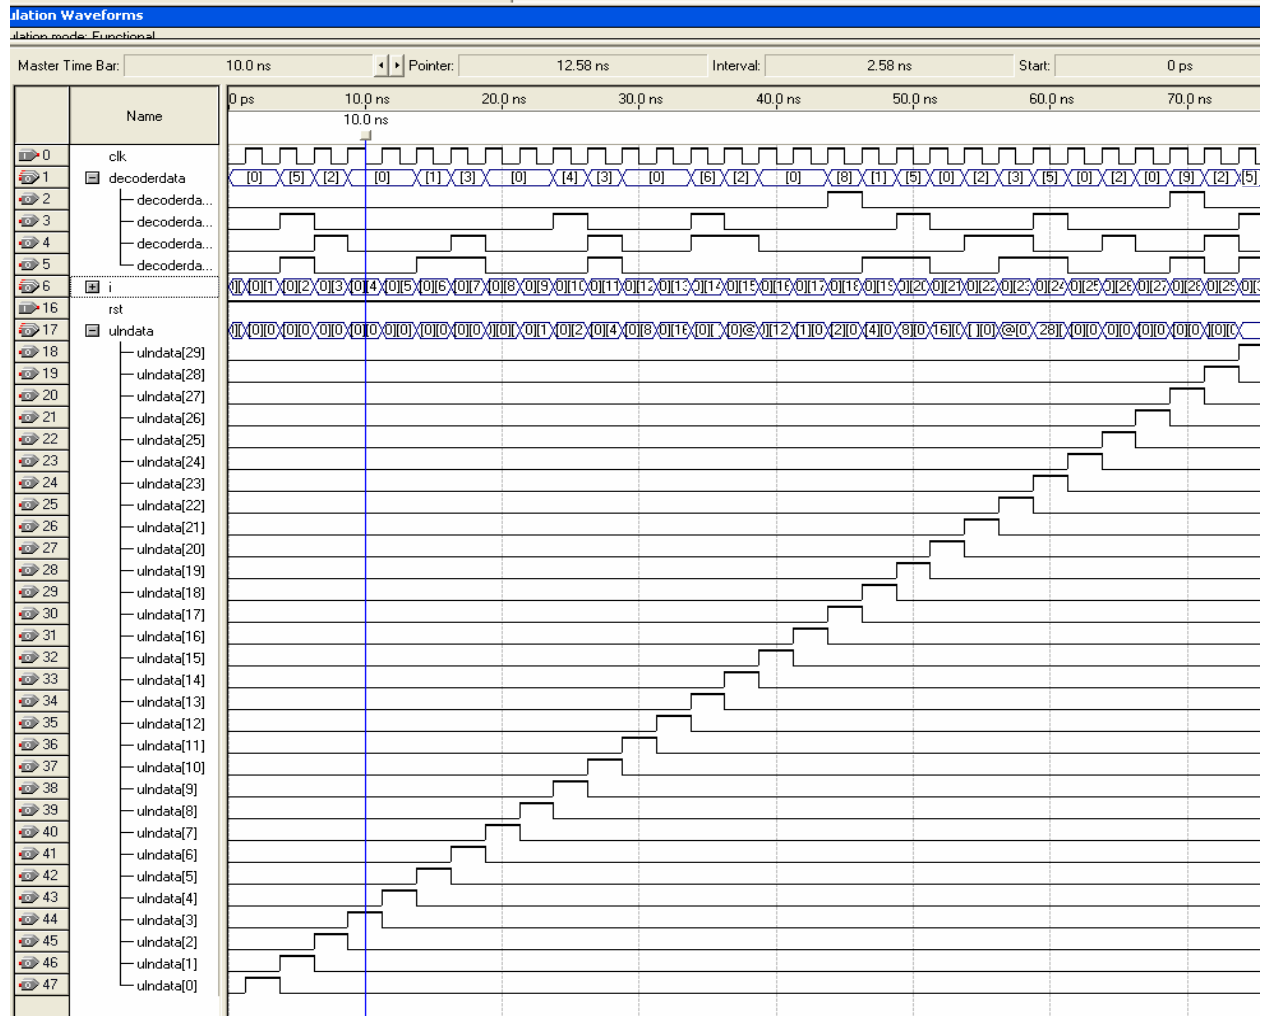 ulation Waveforms
ulation mode: Functional
Master Time Bar: 10.0 ns Pointer: 12.58 ns Interval: 2.58 ns Start: 0 ps
Name 0 ps 10.0 ns 20.0 ns 30.0 ns 40.0 ns 50.0 ns 60.0 ns 70.0 ns
10.0 ns
0 clk
1 decoderdata [0] [5] [2] [0] [1] [3] [0] [4] [3] [0] [6] [2] [0] [8] [1] [5] [0] [2] [3] [5] [0] [2] [0] [9] [2] [5]
2 decoderda...
3 decoderda...
4 decoderda...
5 decoderda...
6 i
16 rst
17 ulndata
18 ulndata[29]
19 ulndata[28]
20 ulndata[27]
21 ulndata[26]
22 ulndata[25]
23 ulndata[24]
24 ulndata[23]
25 ulndata[22]
26 ulndata[21]
27 ulndata[20]
28 ulndata[19]
29 ulndata[18]
30 ulndata[17]
31 ulndata[16]
32 ulndata[15]
33 ulndata[14]
34 ulndata[13]
35 ulndata[12]
36 ulndata[11]
37 ulndata[10]
38 ulndata[9]
39 ulndata[8]
40 ulndata[7]
41 ulndata[6]
42 ulndata[5]
43 ulndata[4]
44 ulndata[3]
45 ulndata[2]
46 ulndata[1]
47 ulndata[0]